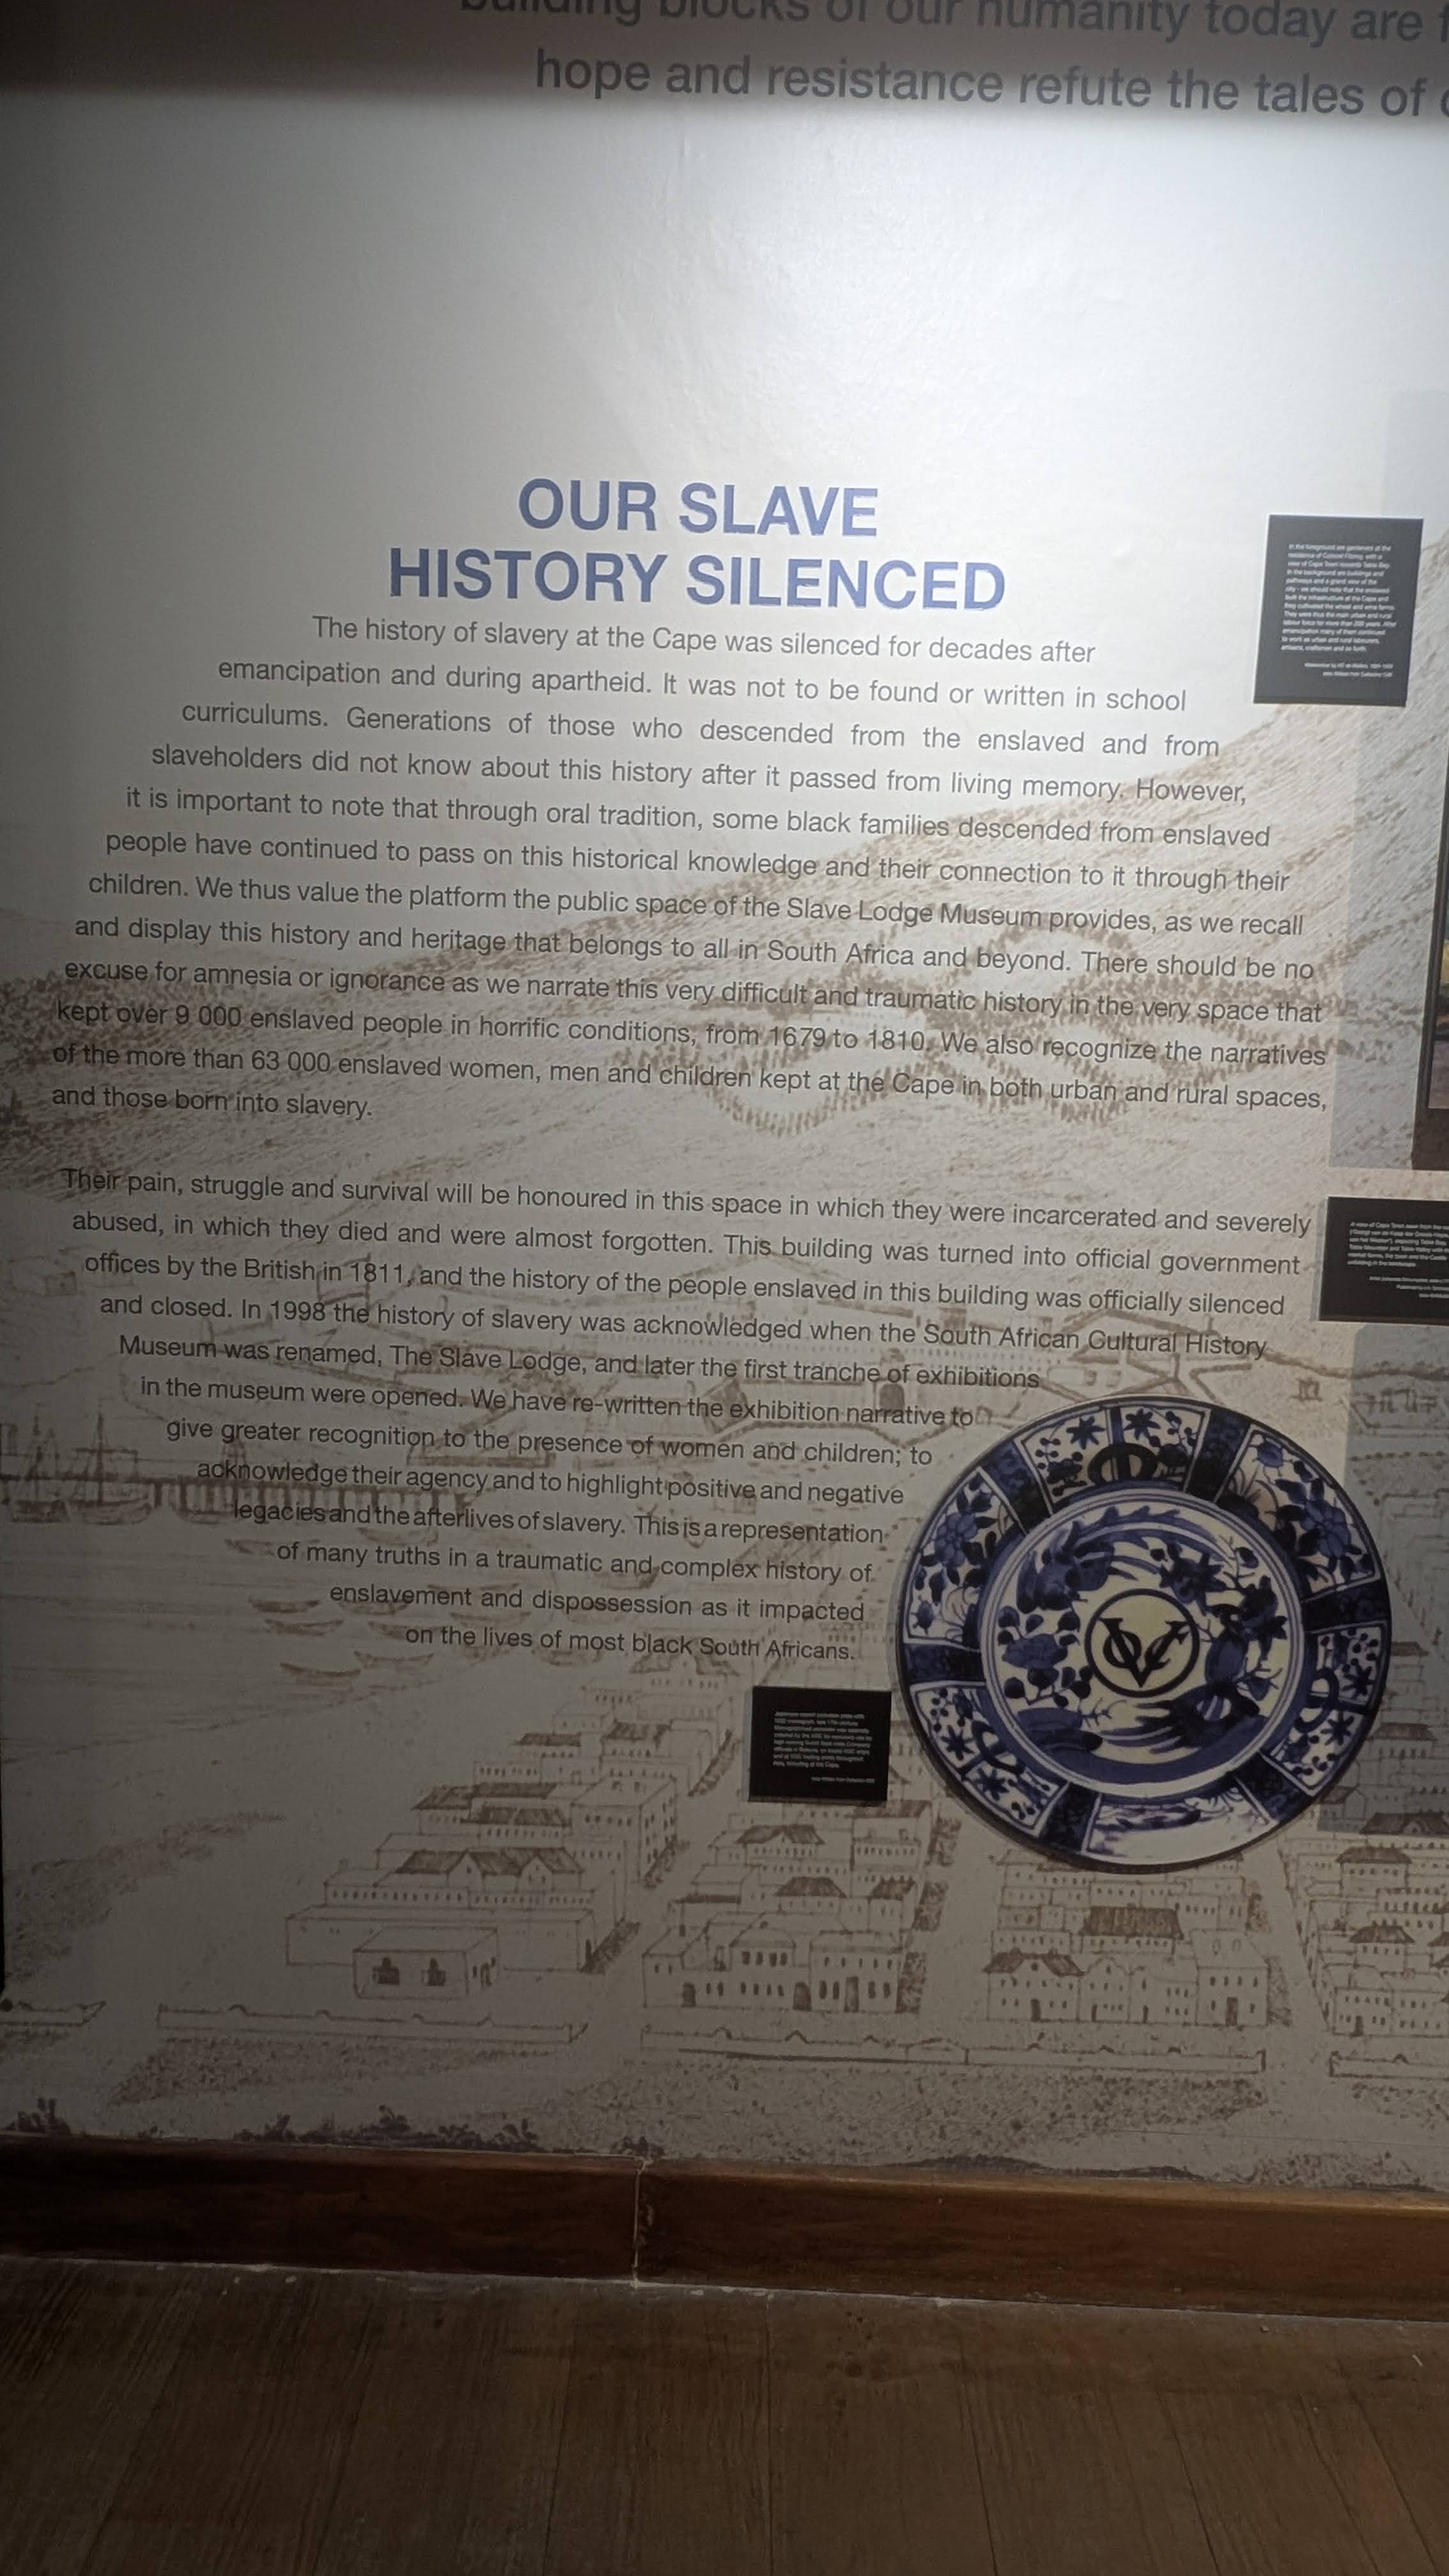 building blocks of our humanity today are
hope and resistance refute the tales of
OUR SLAVE
HISTORY SILENCED
The history of slavery at the Cape was silenced for decades after
emancipation and during apartheid. It was not to be found or written in school
curriculums. Generations of those who descended from the enslaved and from
slaveholders did not know about this history after it passed from living memory. However,
it is important to note that through oral tradition, some black families descended from enslaved
people have continued to pass on this historical knowledge and their connection to it through their
children. We thus value the platform the public space of the Slave Lodge Museum provides, as we recall
and display this history and heritage that belongs to all in South Africa and beyond. There should be no
excuse for amnesia or ignorance as we narrate this very difficult and traumatic history in the very space that
kept over 9 000 enslaved people in horrific conditions, from 1679 to 1810. We also recognize the narratives
of the more than 63 000 enslaved women, men and children kept at the Cape in both urban and rural spaces,
and those born into slavery.
Their pain, struggle and survival will be honoured in this space in which they were incarcerated and severely
abused, in which they died and were almost forgotten. This building was turned into official government
offices by the British in 1811, and the history of the people enslaved in this building was officially silenced
and closed. In 1998 the history of slavery was acknowledged when the South African Cultural History
Museum was renamed, The Slave Lodge, and later the first tranche of exhibitions
in the museum were opened. We have re-written the exhibition narrative to
give greater recognition to the presence of women and children; to
acknowledge their agency and to highlight positive and negative
legacies and the afterlives of slavery. This is a representation
of many truths in a traumatic and complex history of
enslavement and dispossession as it impacted
on the lives of most black South Africans.
VOC